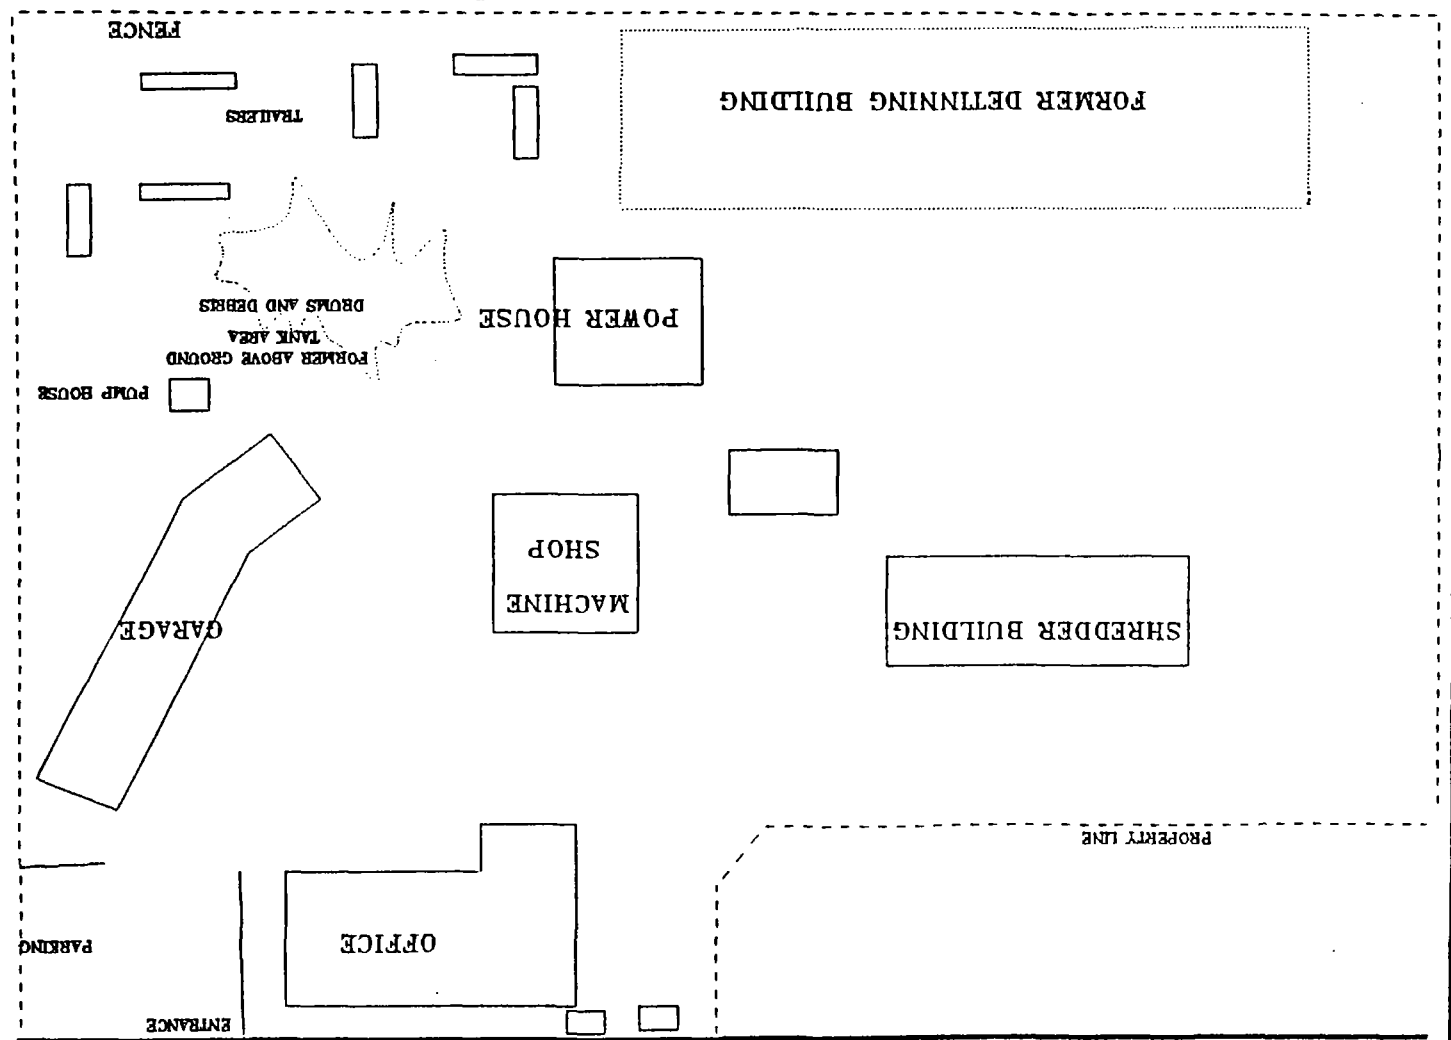 ENTRANCE
OFFICE
PARKING
PROPERTY LINE
SHREDDER BUILDING
GARAGE
MACHINE
SHOP
PUMP HOUSE
FORMER ABOVE GROUND
TANK AREA
POWER HOUSE
DRUMS AND DEBRIS
TRAILERS
FORMER DETINNING BUILDING
FENCE